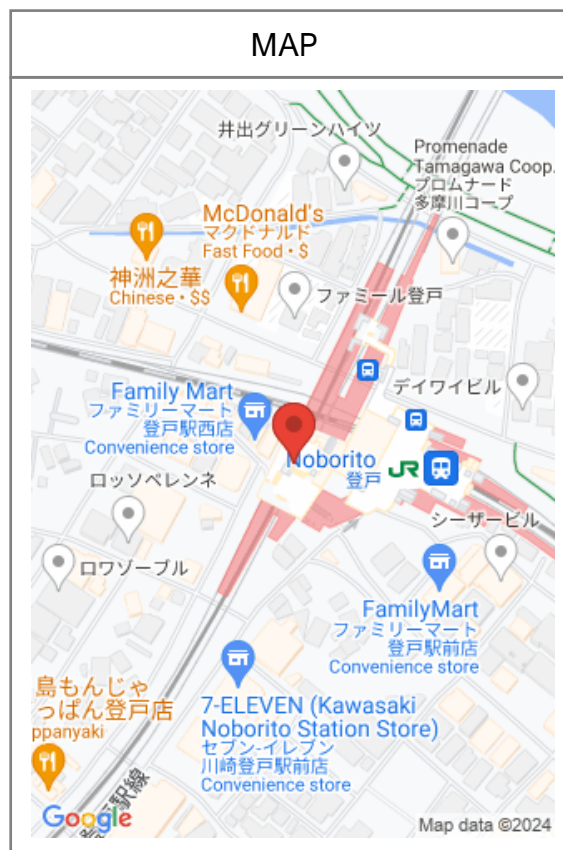 MAP
井出グリーンハイツ
Promenade
Tamagawa Coop.
プロムナード
多摩川コープ
McDonald's
マクドナルド
Fast Food • $
神洲之華
Chinese • $$
ファミール登戸
Family Mart
ファミリーマート
登戸駅西店
Convenience store
デイワイビル
Noborito
登戸
JR
ロッソベレンネ
シーザービル
ロワゾーブル
FamilyMart
ファミリーマート
登戸駅前店
Convenience store
島もんじゃ
っぱん登戸店
ppanyaki
7-ELEVEN (Kawasaki
Noborito Station Store)
セブン-イレブン
川崎登戸駅前店
Convenience store
Google
Map data ©2024